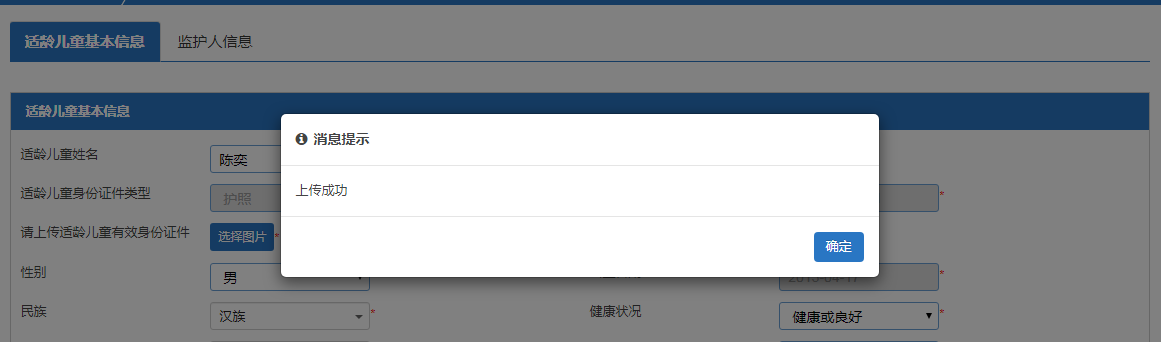 适龄儿童基本信息 监护人信息
适龄儿童基本信息
消息提示
适龄儿童姓名 陈奕
上传成功
适龄儿童身份证件类型 护照 *
请上传适龄儿童有效身份证件 选择图片 *
确定
性别 男 *
民族 汉族 * 健康状况 健康或良好 *